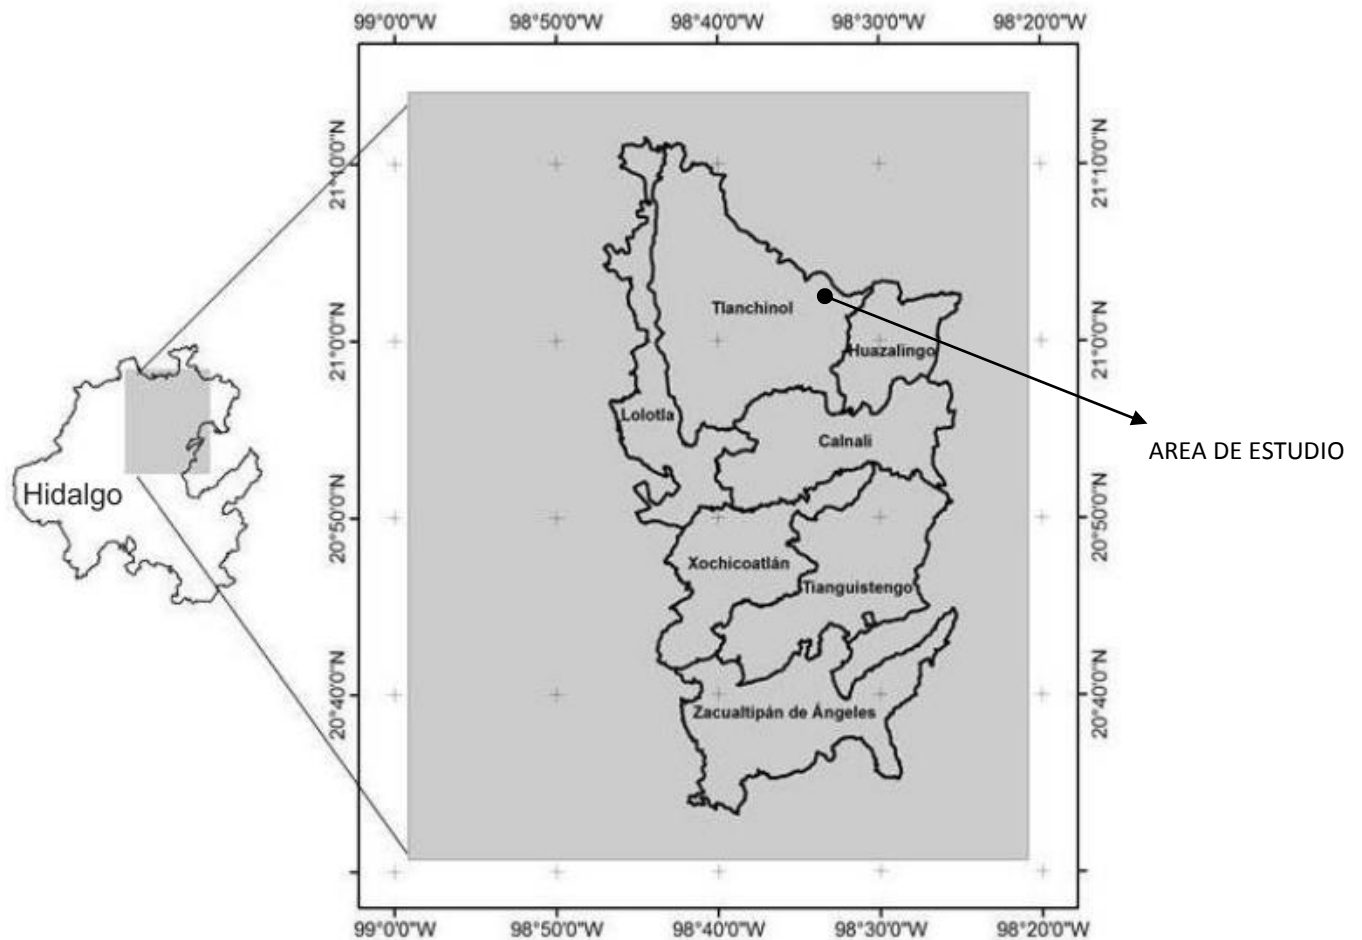 99°0'0"W 98°50'0"W 98°40'0"W 98°30'0"W 98°20'0"W
21°10'0"N 21°10'0"N
Tlanchinol
21°0'0"N 21°0'0"N
Huazalingo
Lolotla
Calnali
AREA DE ESTUDIO
Hidalgo
20°50'0"N 20°50'0"N
Xochicoatlán
Tianguistengo
20°40'0"N 20°40'0"N
Zacualtipán de Ángeles
99°0'0"W 98°50'0"W 98°40'0"W 98°30'0"W 98°20'0"W